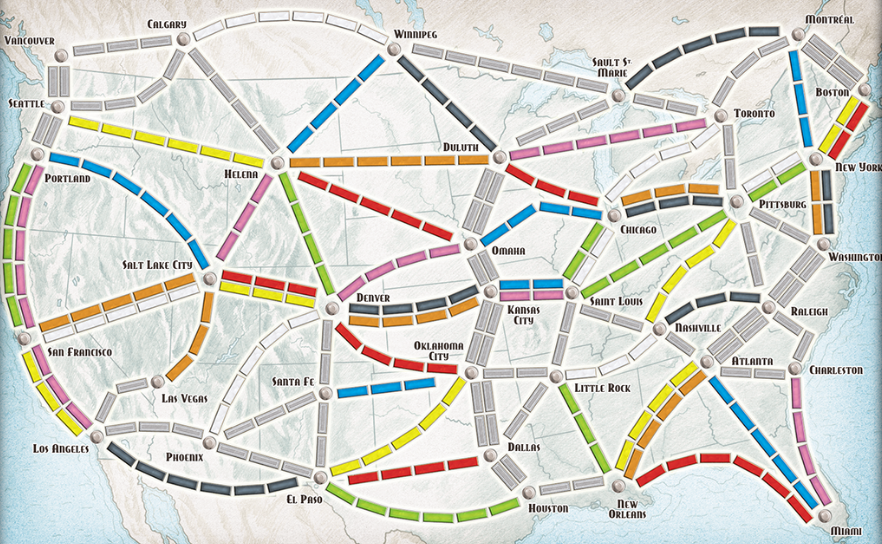 CALGARY
MONTRÉAL
VANCOUVER
WINNIPEG
SAULT ST.
MARIE
BOSTON
SEATTLE
TORONTO
DULUTH
HELENA
NEW YORK
PORTLAND
PITTSBURG
CHICAGO
OMAHA
WASHINGTON
SALT LAKE CITY
DENVER
SAINT LOUIS
KANSAS
CITY
RALEIGH
NASHVILLE
SAN FRANCISCO
OKLAHOMA
CITY
ATLANTA
CHARLESTON
SANTA FE
LITTLE ROCK
LAS VEGAS
LOS ANGELES
PHOENIX
DALLAS
EL PASO
HOUSTON
NEW
ORLEANS
MIAMI